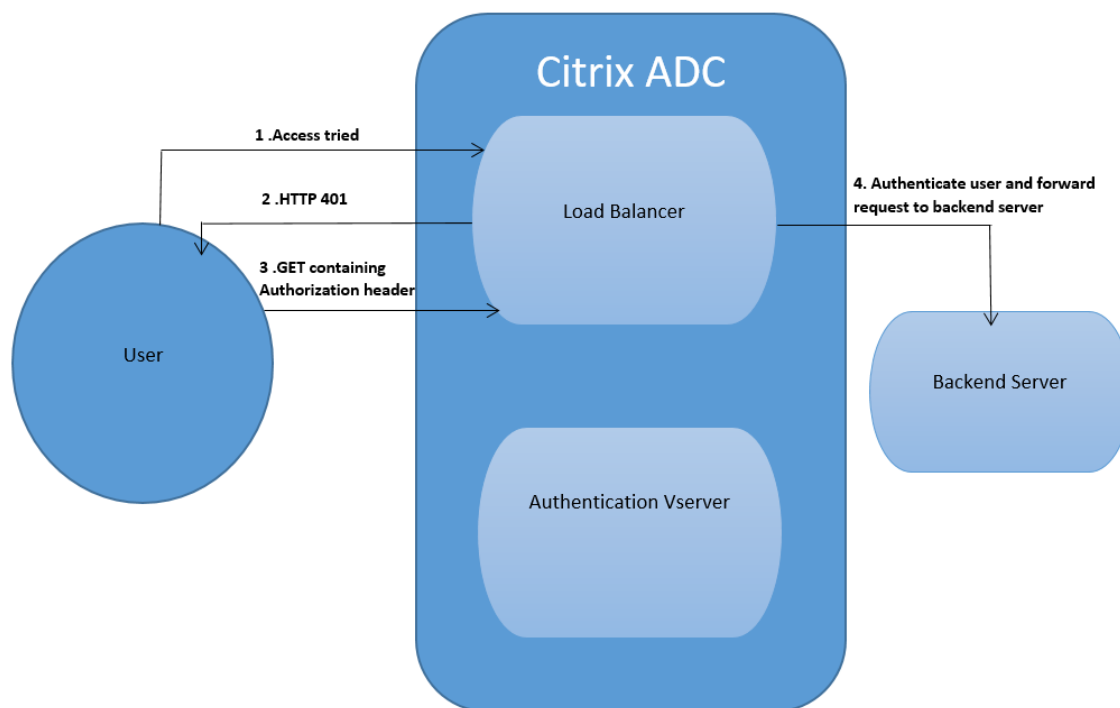 Citrix ADC
1 .Access tried
2 .HTTP 401
3 .GET containing
Authorization header
4. Authenticate user and forward
request to backend server
Load Balancer
User
Backend Server
Authentication Vserver